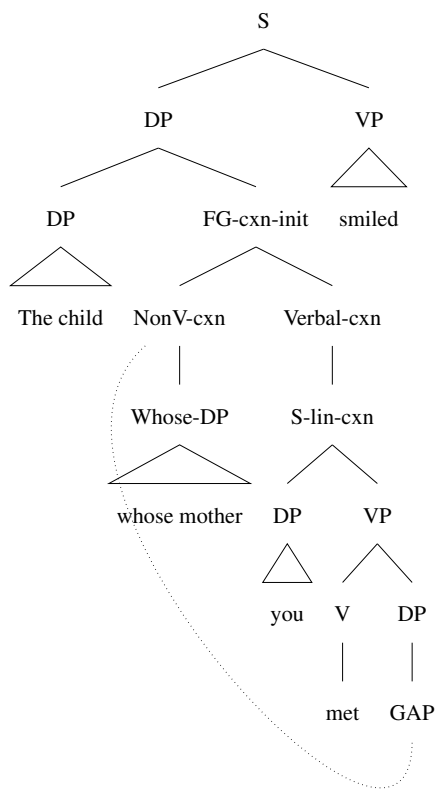 S
DP VP
DP FG-cxn-init smiled
The child NonV-cxn Verbal-cxn
Whose-DP S-lin-cxn
whose mother DP VP
you V DP
met GAP